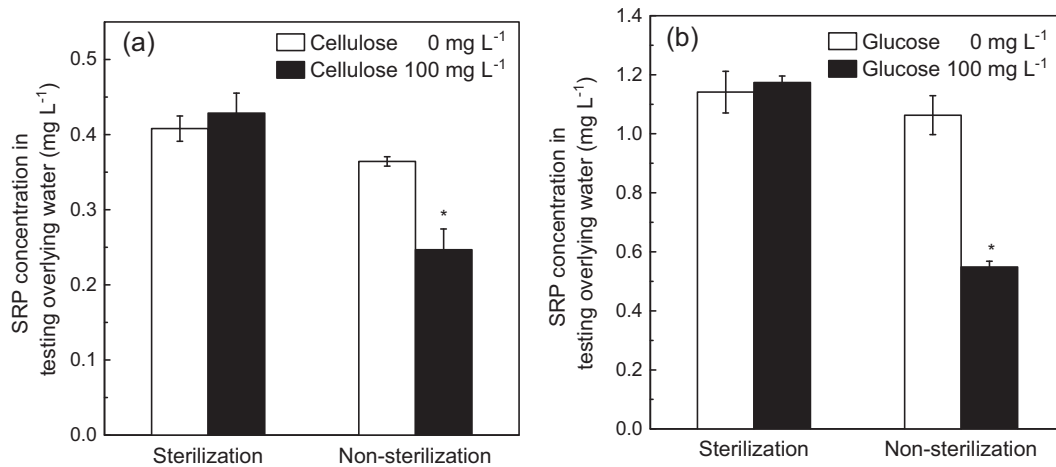 (a)
Cellulose 0 mg L⁻¹
Cellulose 100 mg L⁻¹
SRP concentration in
testing overlying water (mg L⁻¹)
0.5
0.4
0.3
0.2
0.1
0.0
*
Sterilization Non-sterilization
(b)
Glucose 0 mg L⁻¹
Glucose 100 mg L⁻¹
SRP concentration in
testing overlying water (mg L⁻¹)
1.4
1.2
1.0
0.8
0.6
0.4
0.2
0.0
*
Sterilization Non-sterilization